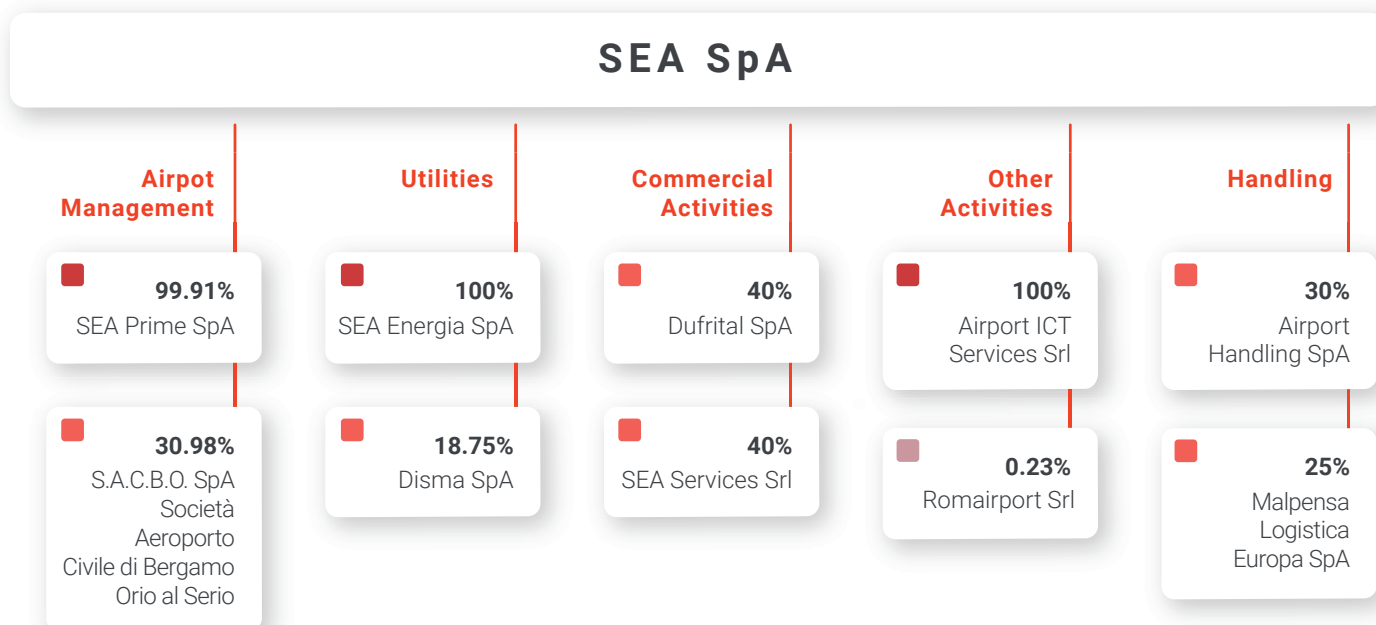 SEA SpA
Airpot
Management
99.91%
SEA Prime SpA
30.98%
S.A.C.B.O. SpA
Società
Aeroporto
Civile di Bergamo
Orio al Serio
Utilities
100%
SEA Energia SpA
18.75%
Disma SpA
Commercial
Activities
40%
Dufrital SpA
40%
SEA Services Srl
Other
Activities
100%
Airport ICT
Services Srl
0.23%
Romairport Srl
Handling
30%
Airport
Handling SpA
25%
Malpensa
Logistica
Europa SpA